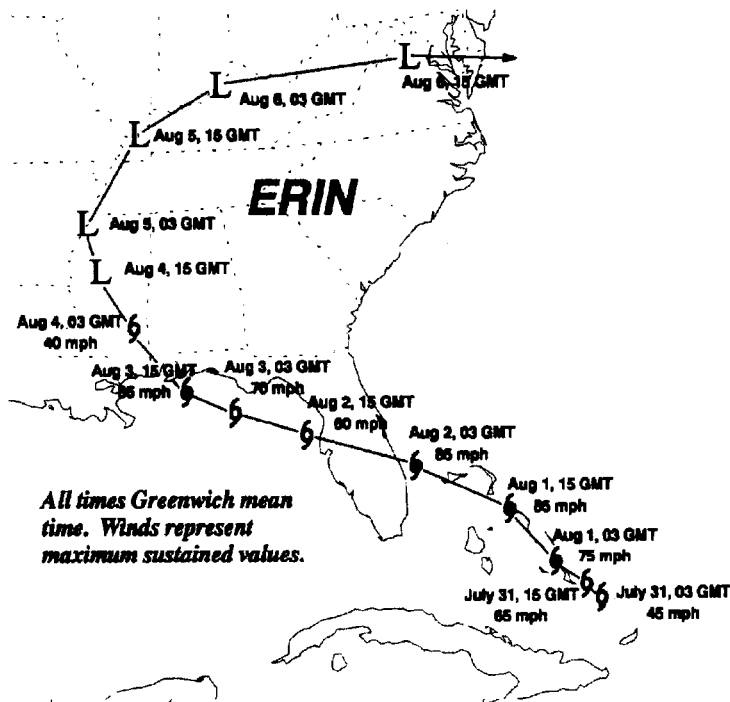 Aug 6, 15 GMT
Aug 6, 03 GMT
Aug 5, 15 GMT
ERIN
Aug 5, 03 GMT
Aug 4, 15 GMT
Aug 4, 03 GMT
40 mph
Aug 3, 15 GMT
85 mph
Aug 3, 03 GMT
70 mph
Aug 2, 15 GMT
60 mph
Aug 2, 03 GMT
85 mph
Aug 1, 15 GMT
85 mph
Aug 1, 03 GMT
75 mph
July 31, 15 GMT
65 mph
July 31, 03 GMT
45 mph
All times Greenwich mean
time. Winds represent
maximum sustained values.
L
L
L
L
L